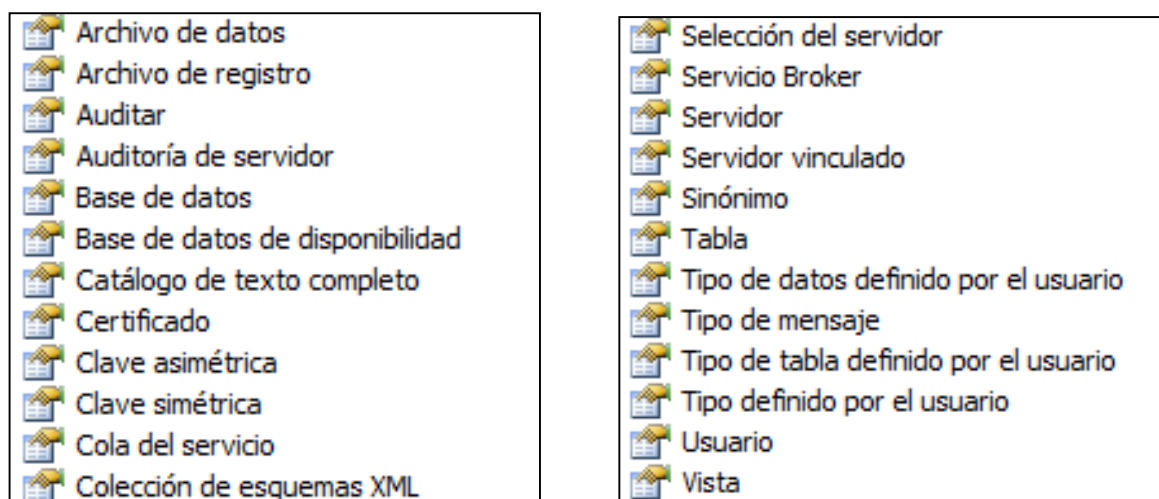 Archivo de datos
Archivo de registro
Auditar
Auditoría de servidor
Base de datos
Base de datos de disponibilidad
Catálogo de texto completo
Certificado
Clave asimétrica
Clave simétrica
Cola del servicio
Colección de esquemas XML
Selección del servidor
Servicio Broker
Servidor
Servidor vinculado
Sinónimo
Tabla
Tipo de datos definido por el usuario
Tipo de mensaje
Tipo de tabla definido por el usuario
Tipo definido por el usuario
Usuario
Vista